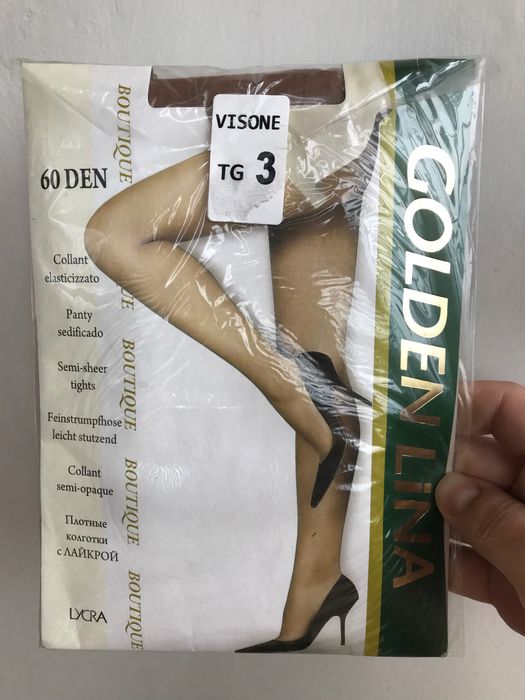 VISONE
TG 3
60 DEN
Collant
elasticizzato
Panty
sedificado
Semi-sheer
tights
Feinstrumpfhose
leicht stutzend
Collant
semi-opaque
Плотные
колготки
с ЛАЙКРОЙ
LYCRA
BOUTIQUE
BOUTIQUE
BOUTIQUE
BOUTIQUE
BOUTIQUE
GOLDEN LiNA